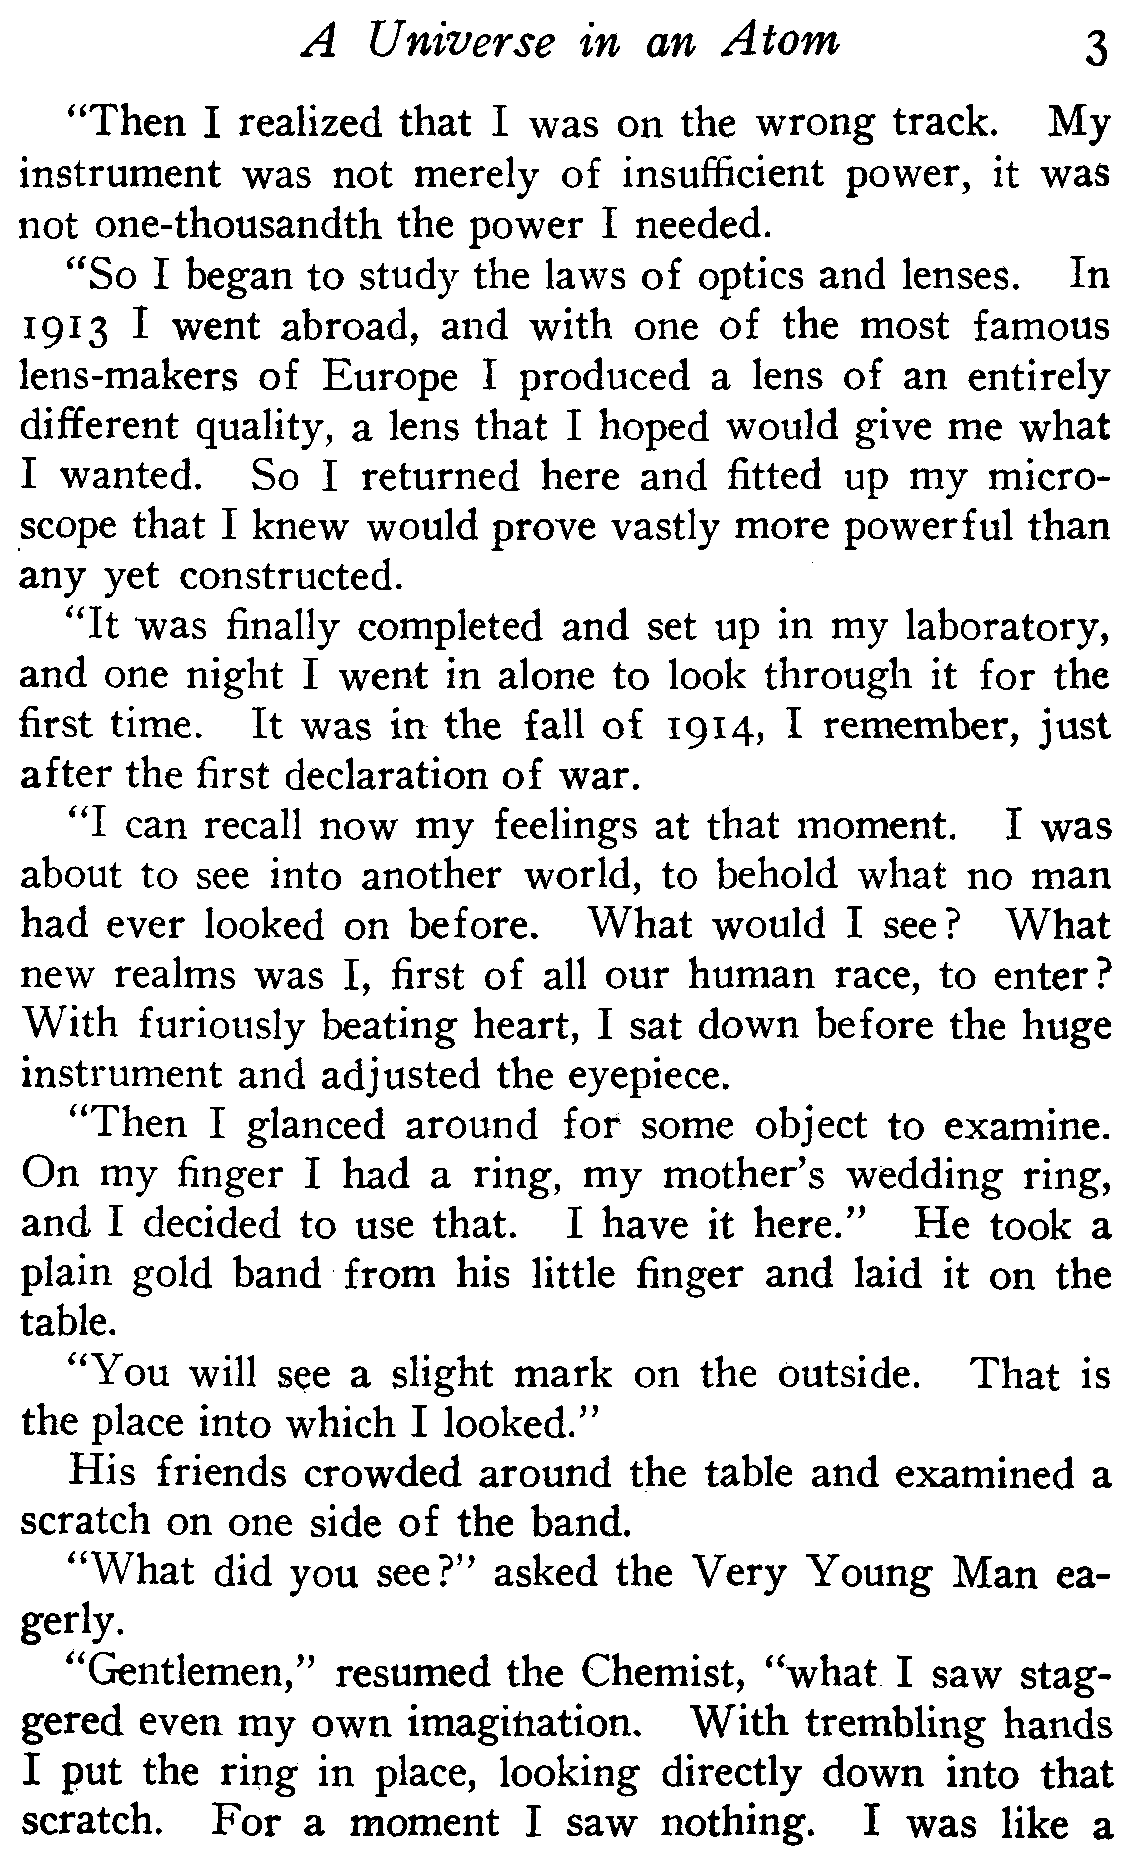 A Universe in an Atom 3
"Then I realized that I was on the wrong track. My
instrument was not merely of insufficient power, it was
not one-thousandth the power I needed.
"So I began to study the laws of optics and lenses. In
1913 I went abroad, and with one of the most famous
lens-makers of Europe I produced a lens of an entirely
different quality, a lens that I hoped would give me what
I wanted. So I returned here and fitted up my micro-
scope that I knew would prove vastly more powerful than
any yet constructed.
"It was finally completed and set up in my laboratory,
and one night I went in alone to look through it for the
first time. It was in the fall of 1914, I remember, just
after the first declaration of war.
"I can recall now my feelings at that moment. I was
about to see into another world, to behold what no man
had ever looked on before. What would I see? What
new realms was I, first of all our human race, to enter?
With furiously beating heart, I sat down before the huge
instrument and adjusted the eyepiece.
"Then I glanced around for some object to examine.
On my finger I had a ring, my mother's wedding ring,
and I decided to use that. I have it here." He took a
plain gold band from his little finger and laid it on the
table.
"You will see a slight mark on the outside. That is
the place into which I looked."
His friends crowded around the table and examined a
scratch on one side of the band.
"What did you see?" asked the Very Young Man ea-
gerly.
"Gentlemen," resumed the Chemist, "what I saw stag-
gered even my own imagination. With trembling hands
I put the ring in place, looking directly down into that
scratch. For a moment I saw nothing. I was like a